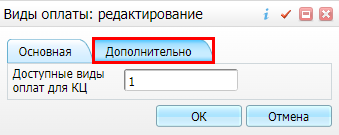 Виды оплаты: редактирование
Основная Дополнительно
Доступные виды
оплат для КЦ
1
ОК Отмена